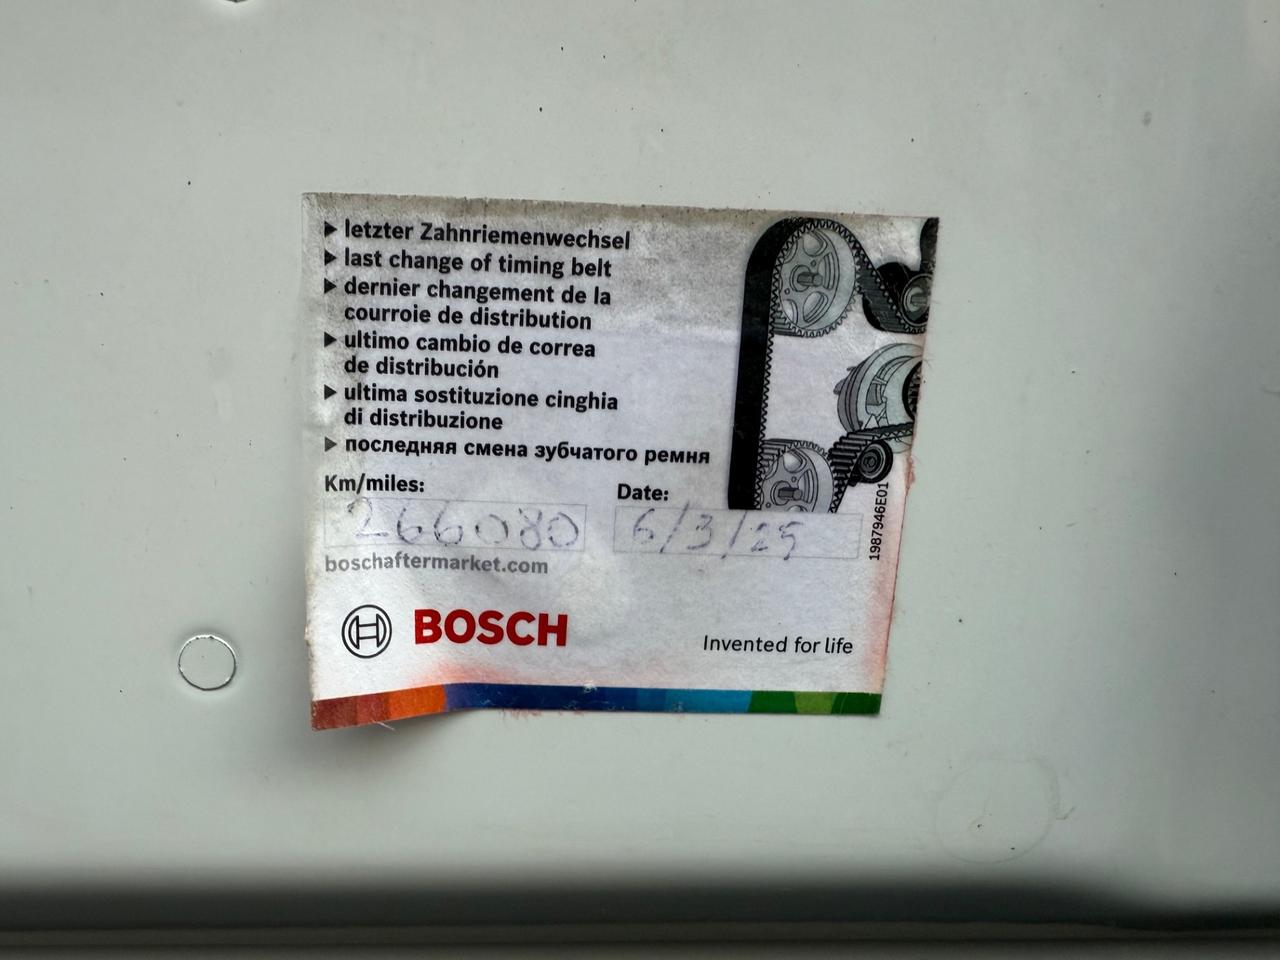 ▶ letzter Zahnriemenwechsel
▶ last change of timing belt
▶ dernier changement de la
courroie de distribution
▶ ultimo cambio de correa
de distribución
▶ ultima sostituzione cinghia
di distribuzione
▶ последняя смена зубчатого ремня
Km/miles:
266080
Date:
6/3/25
boschaftermarket.com
1987946E01
BOSCH
Invented for life